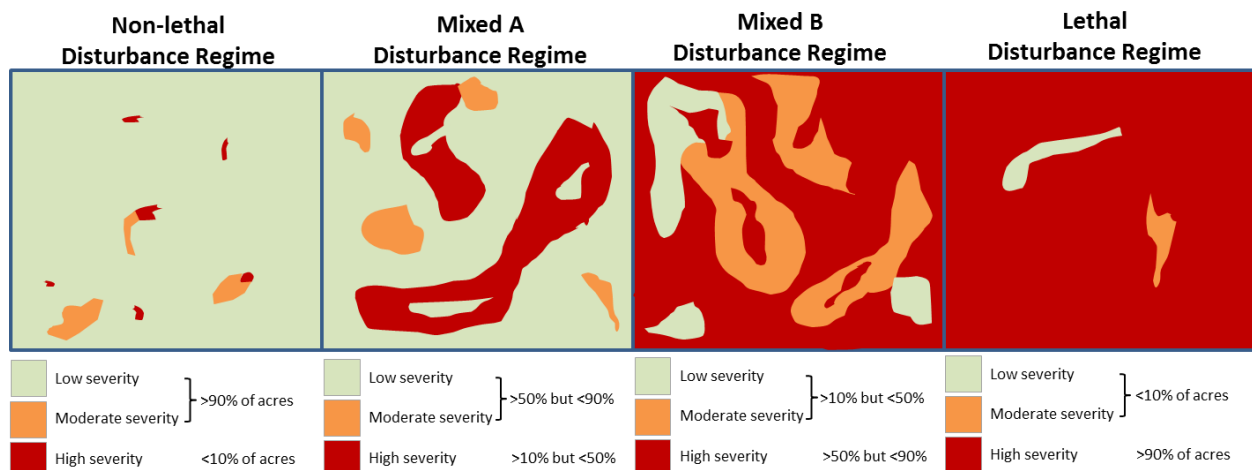 Non-lethal
Disturbance Regime
Mixed A
Disturbance Regime
Mixed B
Disturbance Regime
Lethal
Disturbance Regime
Low severity
Moderate severity
>90% of acres
High severity
<10% of acres
Low severity
Moderate severity
>50% but <90%
High severity
>10% but <50%
Low severity
Moderate severity
>10% but <50%
High severity
>50% but <90%
Low severity
Moderate severity
<10% of acres
High severity
>90% of acres